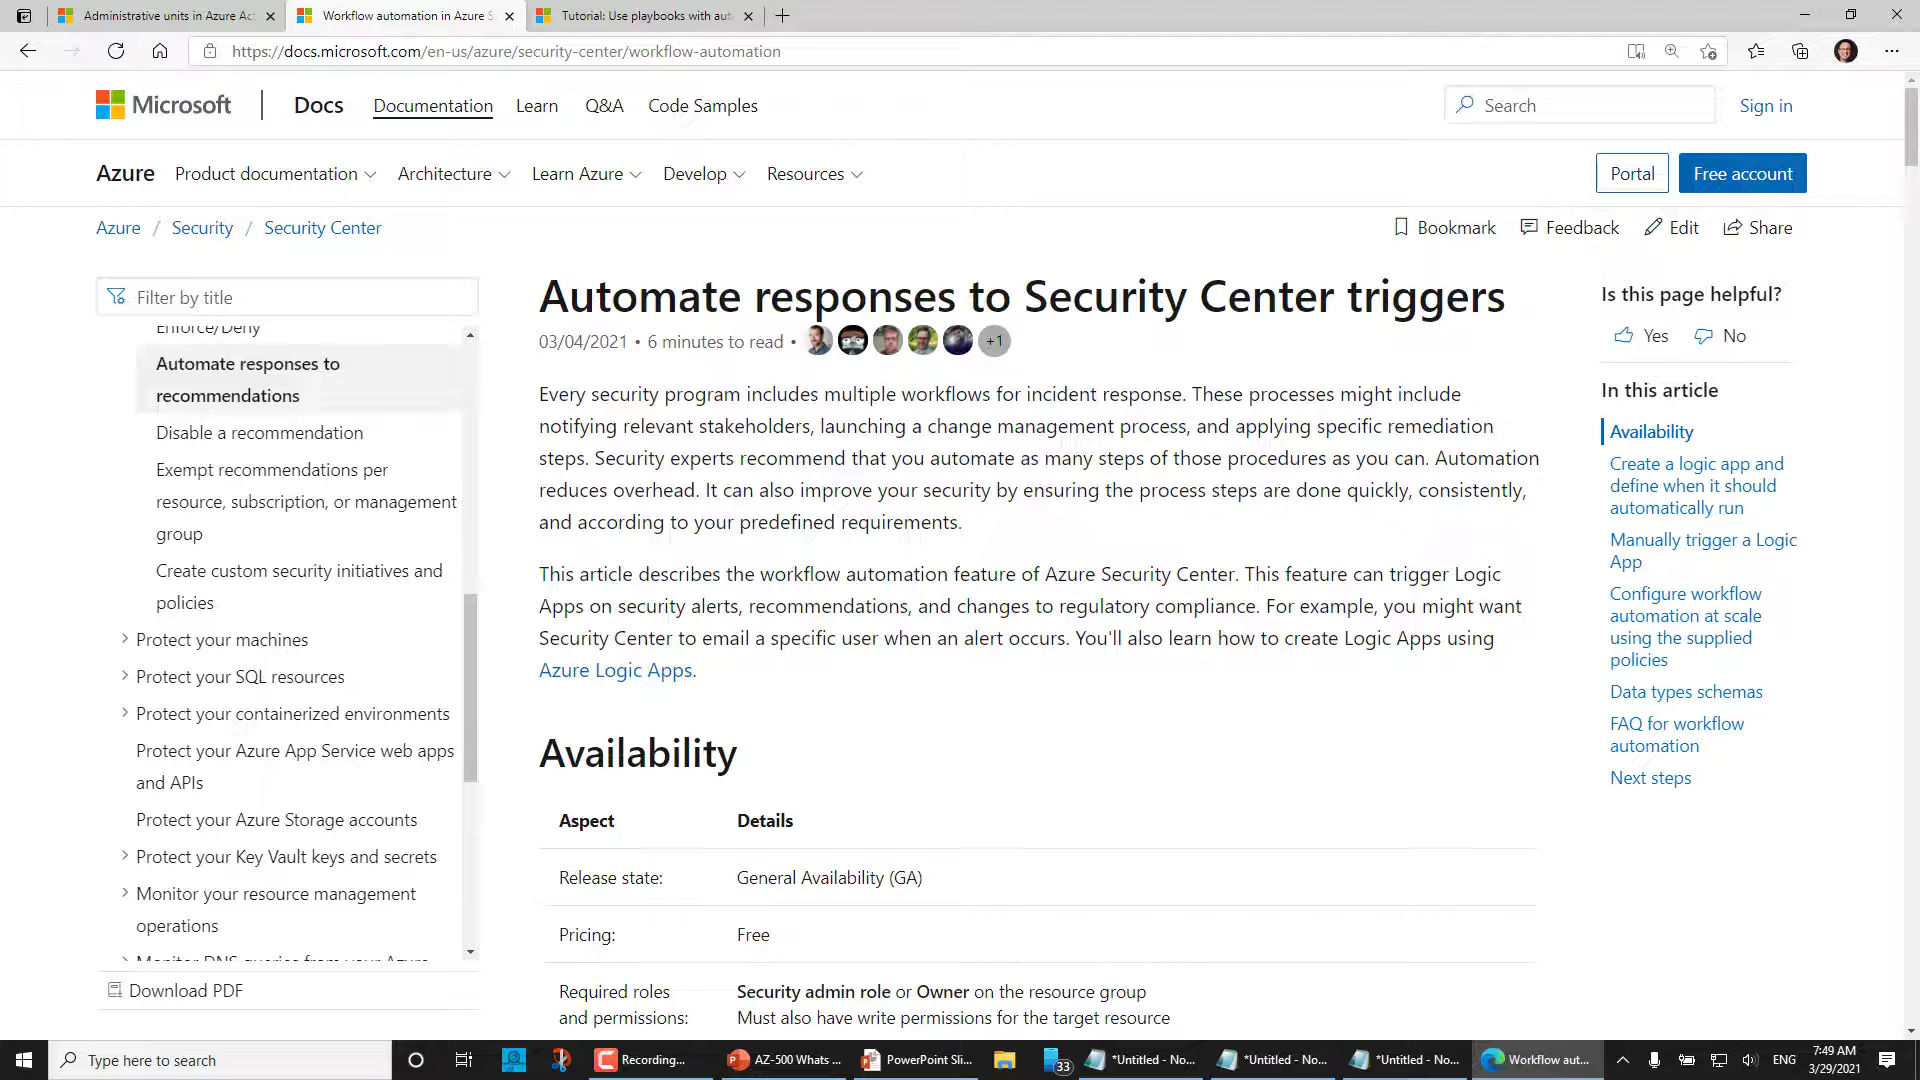 Administrative units in Azure Act
Workflow automation in Azure S
Tutorial: Use playbooks with aut
https://docs.microsoft.com/en-us/azure/security-center/workflow-automation
Microsoft
Docs
Documentation
Learn
Q&A
Code Samples
Search
Sign in
Azure
Product documentation
Architecture
Learn Azure
Develop
Resources
Portal
Free account
Azure / Security / Security Center
Bookmark
Feedback
Edit
Share
Filter by title
Enforce/Deny
Automate responses to
recommendations
Disable a recommendation
Exempt recommendations per
resource, subscription, or management
group
Create custom security initiatives and
policies
Protect your machines
Protect your SQL resources
Protect your containerized environments
Protect your Azure App Service web apps
and APIs
Protect your Azure Storage accounts
Protect your Key Vault keys and secrets
Monitor your resource management
operations
Monitor DNS queries from your Azure
Download PDF
Automate responses to Security Center triggers
03/04/2021 • 6 minutes to read •
+1
Every security program includes multiple workflows for incident response. These processes might include
notifying relevant stakeholders, launching a change management process, and applying specific remediation
steps. Security experts recommend that you automate as many steps of those procedures as you can. Automation
reduces overhead. It can also improve your security by ensuring the process steps are done quickly, consistently,
and according to your predefined requirements.
This article describes the workflow automation feature of Azure Security Center. This feature can trigger Logic
Apps on security alerts, recommendations, and changes to regulatory compliance. For example, you might want
Security Center to email a specific user when an alert occurs. You'll also learn how to create Logic Apps using
Azure Logic Apps.
Availability
Aspect
Details
Release state:
General Availability (GA)
Pricing:
Free
Required roles
and permissions:
Security admin role or Owner on the resource group
Must also have write permissions for the target resource
Is this page helpful?
Yes
No
In this article
Availability
Create a logic app and
define when it should
automatically run
Manually trigger a Logic
App
Configure workflow
automation at scale
using the supplied
policies
Data types schemas
FAQ for workflow
automation
Next steps
Type here to search
Recording...
AZ-500 Whats ...
PowerPoint Sli...
33
*Untitled - No...
*Untitled - No...
*Untitled - No...
Workflow aut...
ENG
7:49 AM
3/29/2021